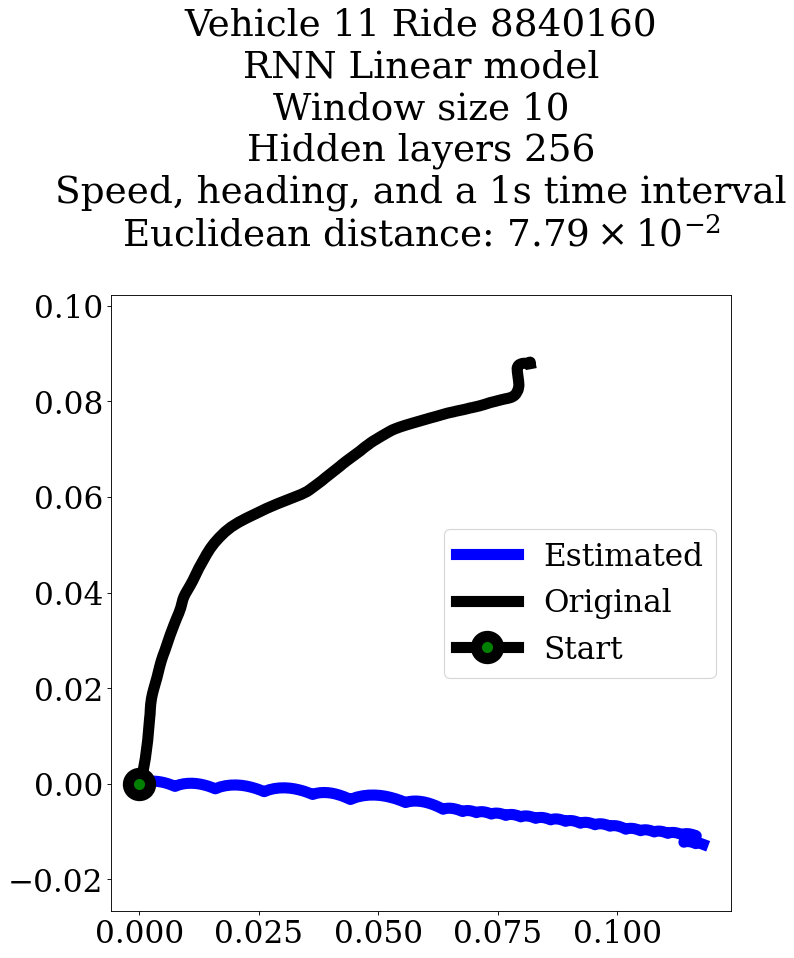 Vehicle 11 Ride 8840160
RNN Linear model
Window size 10
Hidden layers 256
Speed, heading, and a 1s time interval
Euclidean distance: 7.79 × 10⁻²
0.10
0.08
0.06
0.04
0.02
0.00
−0.02
Estimated
Original
Start
0.000 0.025 0.050 0.075 0.100